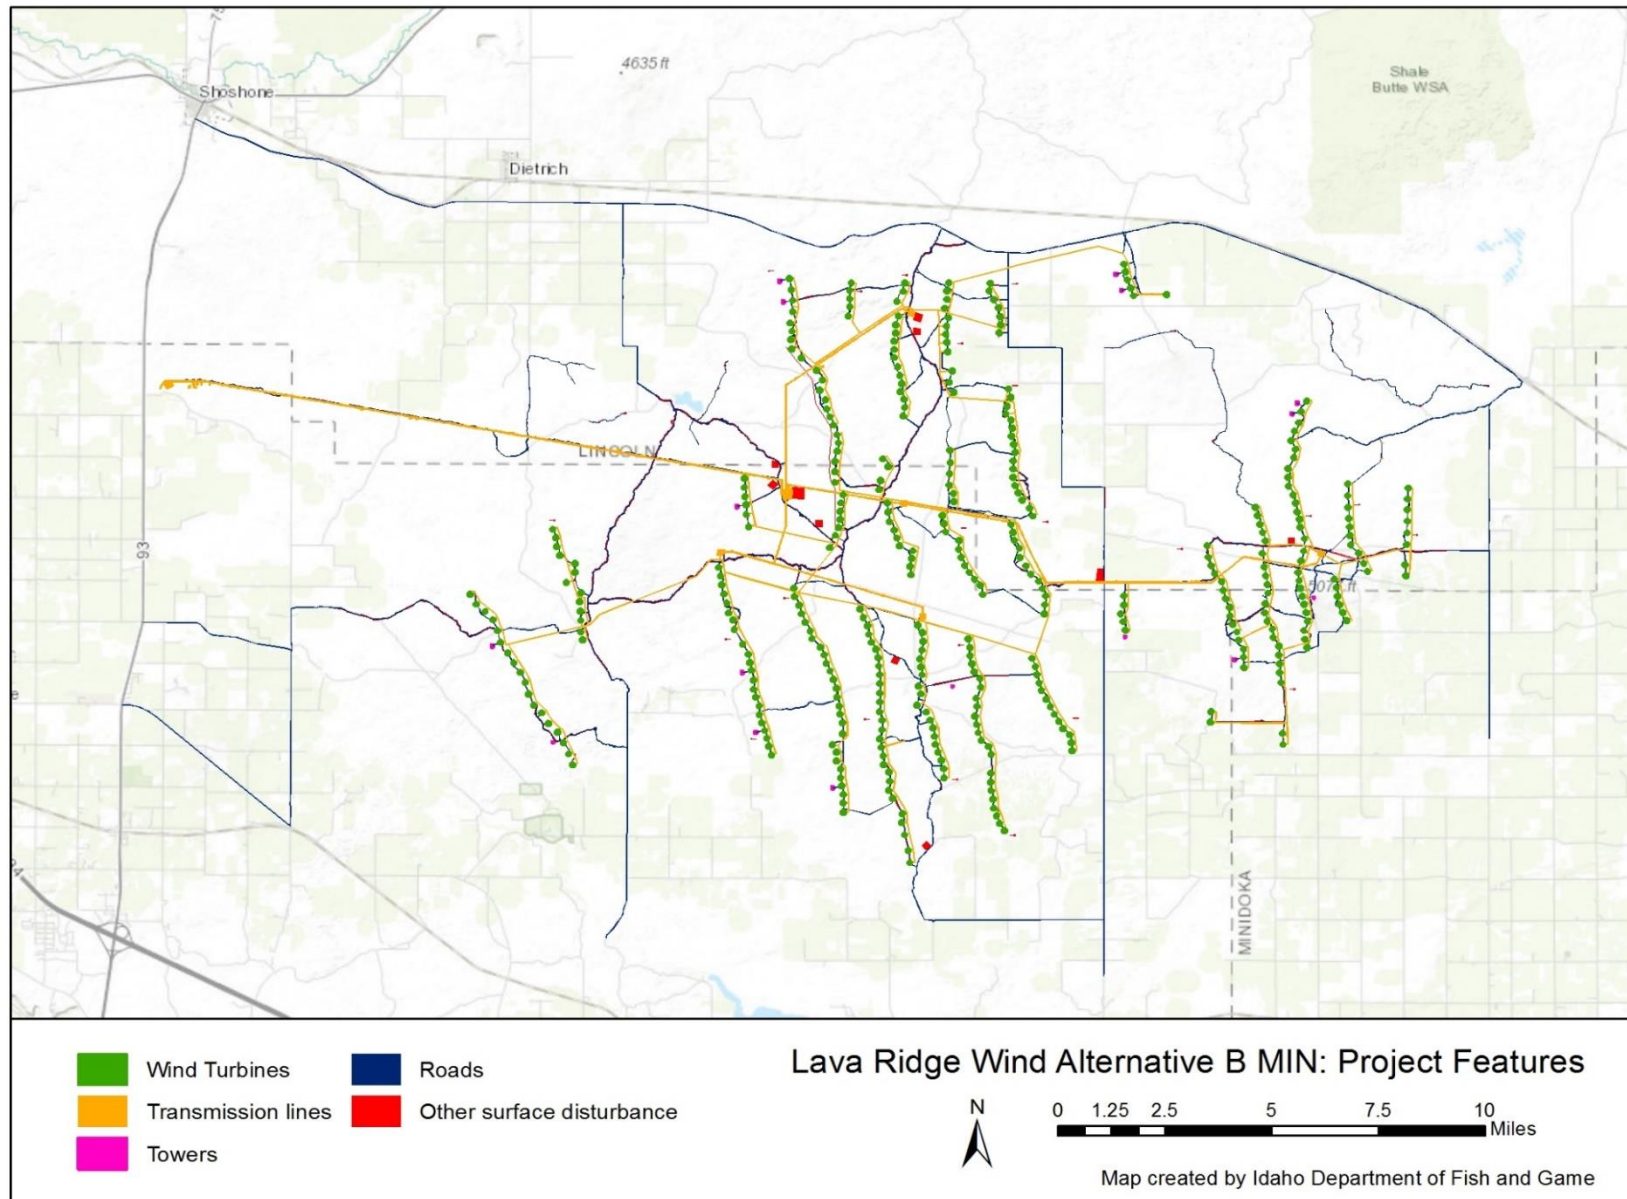 75
4635 ft
Shale
Butte WSA
Shoshone
Dietrich
LINCOLN
93
MINIDOKA
Wind Turbines
Roads
Transmission lines
Other surface disturbance
Towers
Lava Ridge Wind Alternative B MIN: Project Features
N
0 1.25 2.5 5 7.5 10
Miles
Map created by Idaho Department of Fish and Game